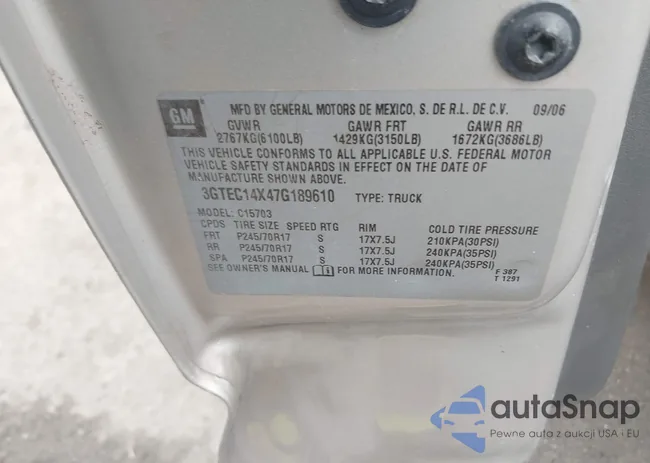 GM
MFD BY GENERAL MOTORS DE MEXICO, S. DE R.L. DE C.V. 09/06
GVWR GAWR FRT GAWR RR
2767KG(6100LB) 1429KG(3150LB) 1672KG(3686LB)
THIS VEHICLE CONFORMS TO ALL APPLICABLE U.S. FEDERAL MOTOR
VEHICLE SAFETY STANDARDS IN EFFECT ON THE DATE OF
MANUFACTURE SHOWN ABOVE.
3GTEC14X47G189610 TYPE: TRUCK
MODEL: C15703
CPDS TIRE SIZE SPEED RTG RIM COLD TIRE PRESSURE
FRT P245/70R17 S 17X7.5J 210KPA(30PSI)
RR P245/70R17 S 17X7.5J 240KPA(35PSI)
SPA P245/70R17 S 17X7.5J 240KPA(35PSI)
SEE OWNER'S MANUAL FOR MORE INFORMATION. F 387
T 1291
autaSnap
Pewne auta z aukcji USA i EU